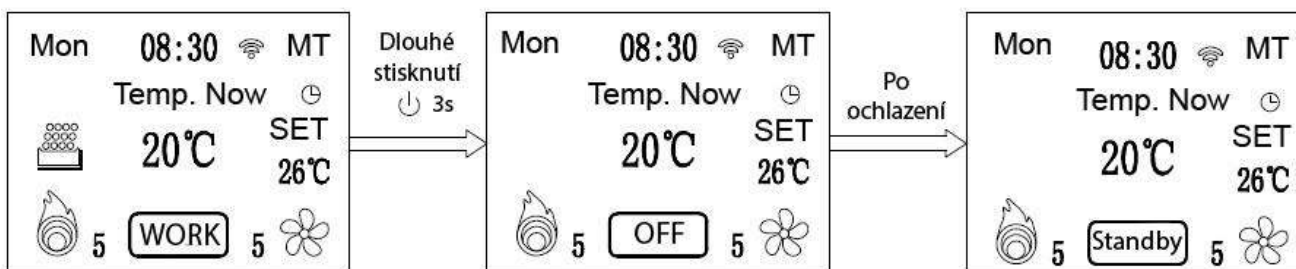 Mon 08:30 MT
Temp. Now
SET
20℃
26℃
5 WORK 5
Dlouhé
stisknutí
3s
Mon 08:30 MT
Temp. Now
SET
20℃
26℃
5 OFF 5
Po
ochlazení
Mon 08:30 MT
Temp. Now
SET
20℃
26℃
5 Standby 5